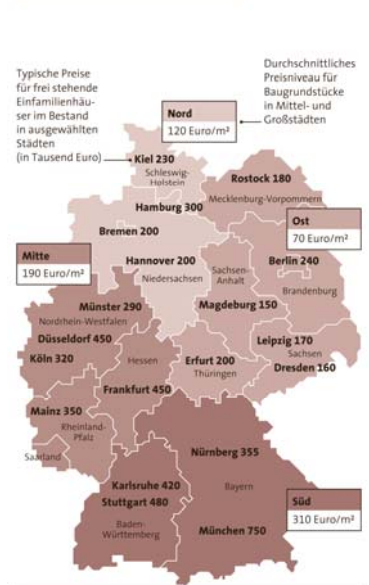 Typische Preise
für frei stehende
Einfamilienhäu-
ser im Bestand
in ausgewählten
Städten
(in Tausend Euro)
Durchschnittliches
Preisniveau für
Baugrundstücke
in Mittel- und
Großstädten
Nord
120 Euro/m²
Kiel 230
Schleswig-
Holstein
Rostock 180
Mecklenburg-Vorpommern
Hamburg 300
Ost
70 Euro/m²
Bremen 200
Mitte
190 Euro/m²
Hannover 200
Niedersachsen
Sachsen-
Anhalt
Berlin 240
Brandenburg
Münster 290
Nordrhein-Westfalen
Magdeburg 150
Düsseldorf 450
Köln 320
Hessen
Leipzig 170
Sachsen
Dresden 160
Erfurt 200
Thüringen
Frankfurt 450
Mainz 350
Rheinland-
Pfalz
Saarland
Nürnberg 355
Bayern
Karlsruhe 420
Stuttgart 480
Baden-
Württemberg
München 750
Süd
310 Euro/m²